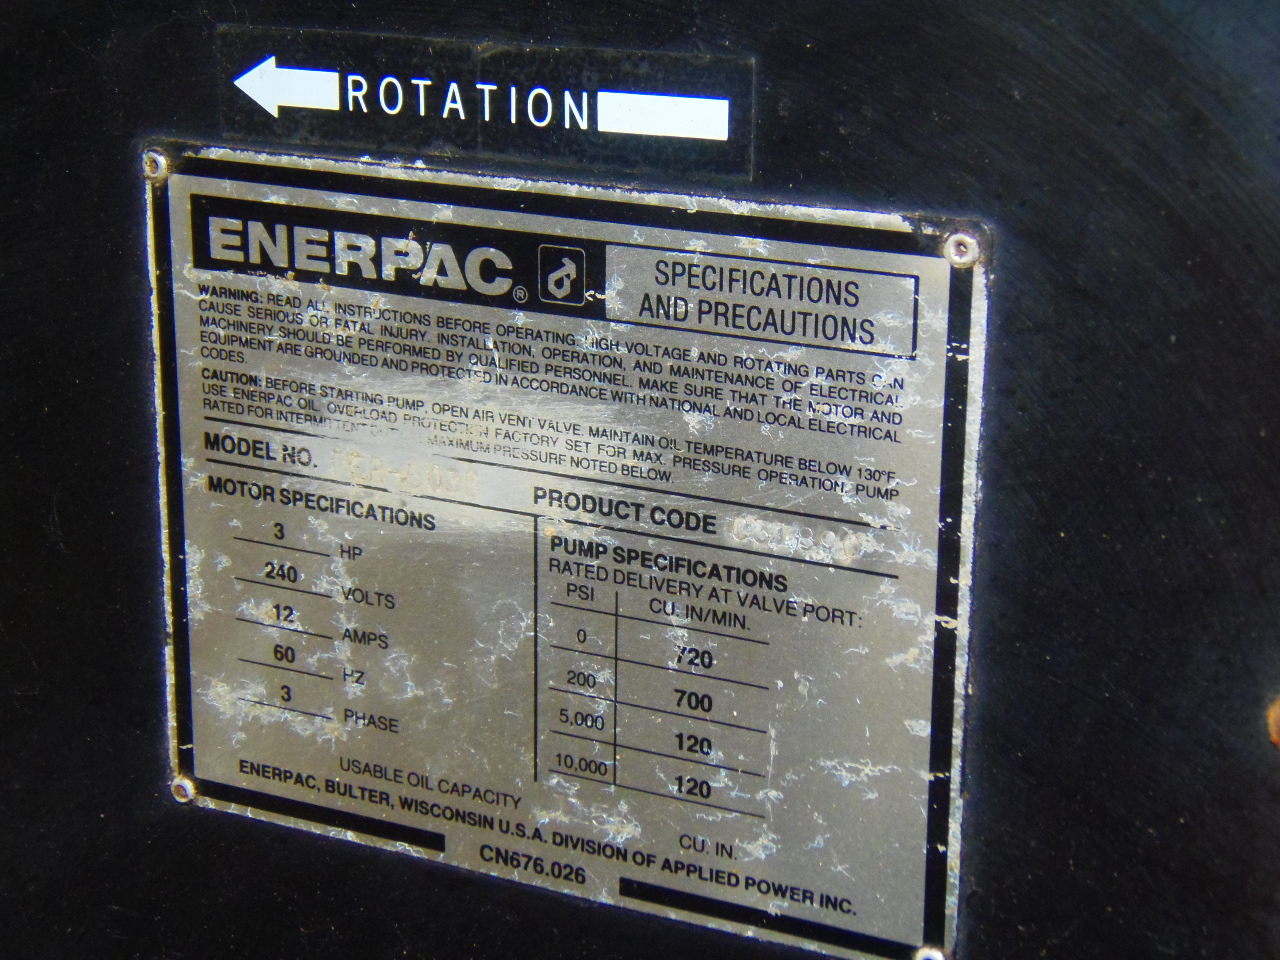 ROTATION
ENERPAC®
SPECIFICATIONS
AND PRECAUTIONS
WARNING: READ ALL INSTRUCTIONS BEFORE OPERATING. HIGH VOLTAGE AND ROTATING PARTS CAN
CAUSE SERIOUS OR FATAL INJURY. INSTALLATION, OPERATION, AND MAINTENANCE OF ELECTRICAL
MACHINERY SHOULD BE PERFORMED BY QUALIFIED PERSONNEL. MAKE SURE THAT THE MOTOR AND
EQUIPMENT ARE GROUNDED AND PROTECTED IN ACCORDANCE WITH NATIONAL AND LOCAL ELECTRICAL
CODES.
CAUTION: BEFORE STARTING PUMP, OPEN AIR VENT VALVE. MAINTAIN OIL TEMPERATURE BELOW 130°F.
USE ENERPAC OIL. OVERLOAD PROTECTION FACTORY SET FOR MAX. PRESSURE OPERATION. PUMP
RATED FOR INTERMITTENT MAXIMUM PRESSURE NOTED BELOW.
MODEL NO.
PRODUCT CODE
MOTOR SPECIFICATIONS
3 HP
240 VOLTS
12 AMPS
60 HZ
3 PHASE
PUMP SPECIFICATIONS
RATED DELIVERY AT VALVE PORT:
PSI CU. IN/MIN.
0 720
200 700
5,000 120
10,000 120
USABLE OIL CAPACITY CU. IN.
ENERPAC, BULTER, WISCONSIN U.S.A. DIVISION OF APPLIED POWER INC.
CN676.026